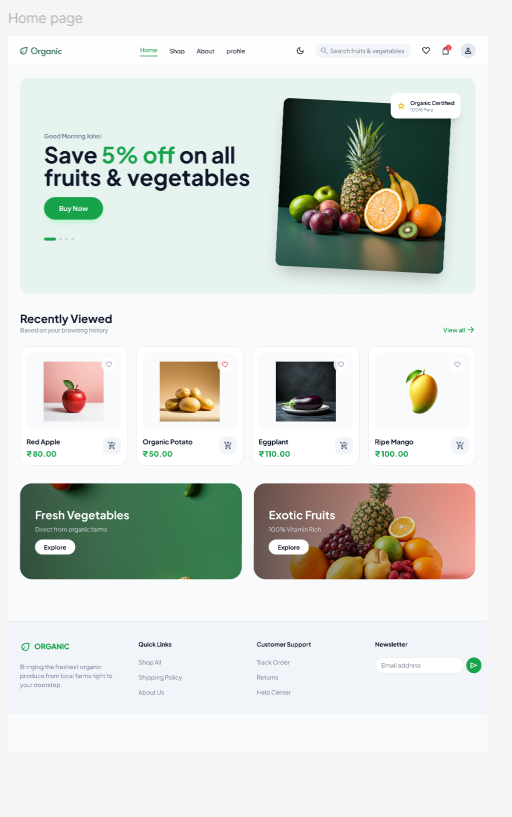 Home page
Organic
Home
Shop
About
profile
Search fruits & vegetables
Organic Certified
100% Pure
Good Morning John!
Save 5% off on all
fruits & vegetables
Buy Now
Recently Viewed
Based on your browsing history
View all
Red Apple
₹80.00
Organic Potato
₹50.00
Eggplant
₹110.00
Ripe Mango
₹100.00
Fresh Vegetables
Direct from organic farms
Explore
Exotic Fruits
100% Vitamin Rich
Explore
ORGANIC
Bringing the freshest organic
produce from local farms right to
your doorstep.
Quick Links
Shop All
Shipping Policy
About Us
Customer Support
Track Order
Returns
Help Center
Newsletter
Email address